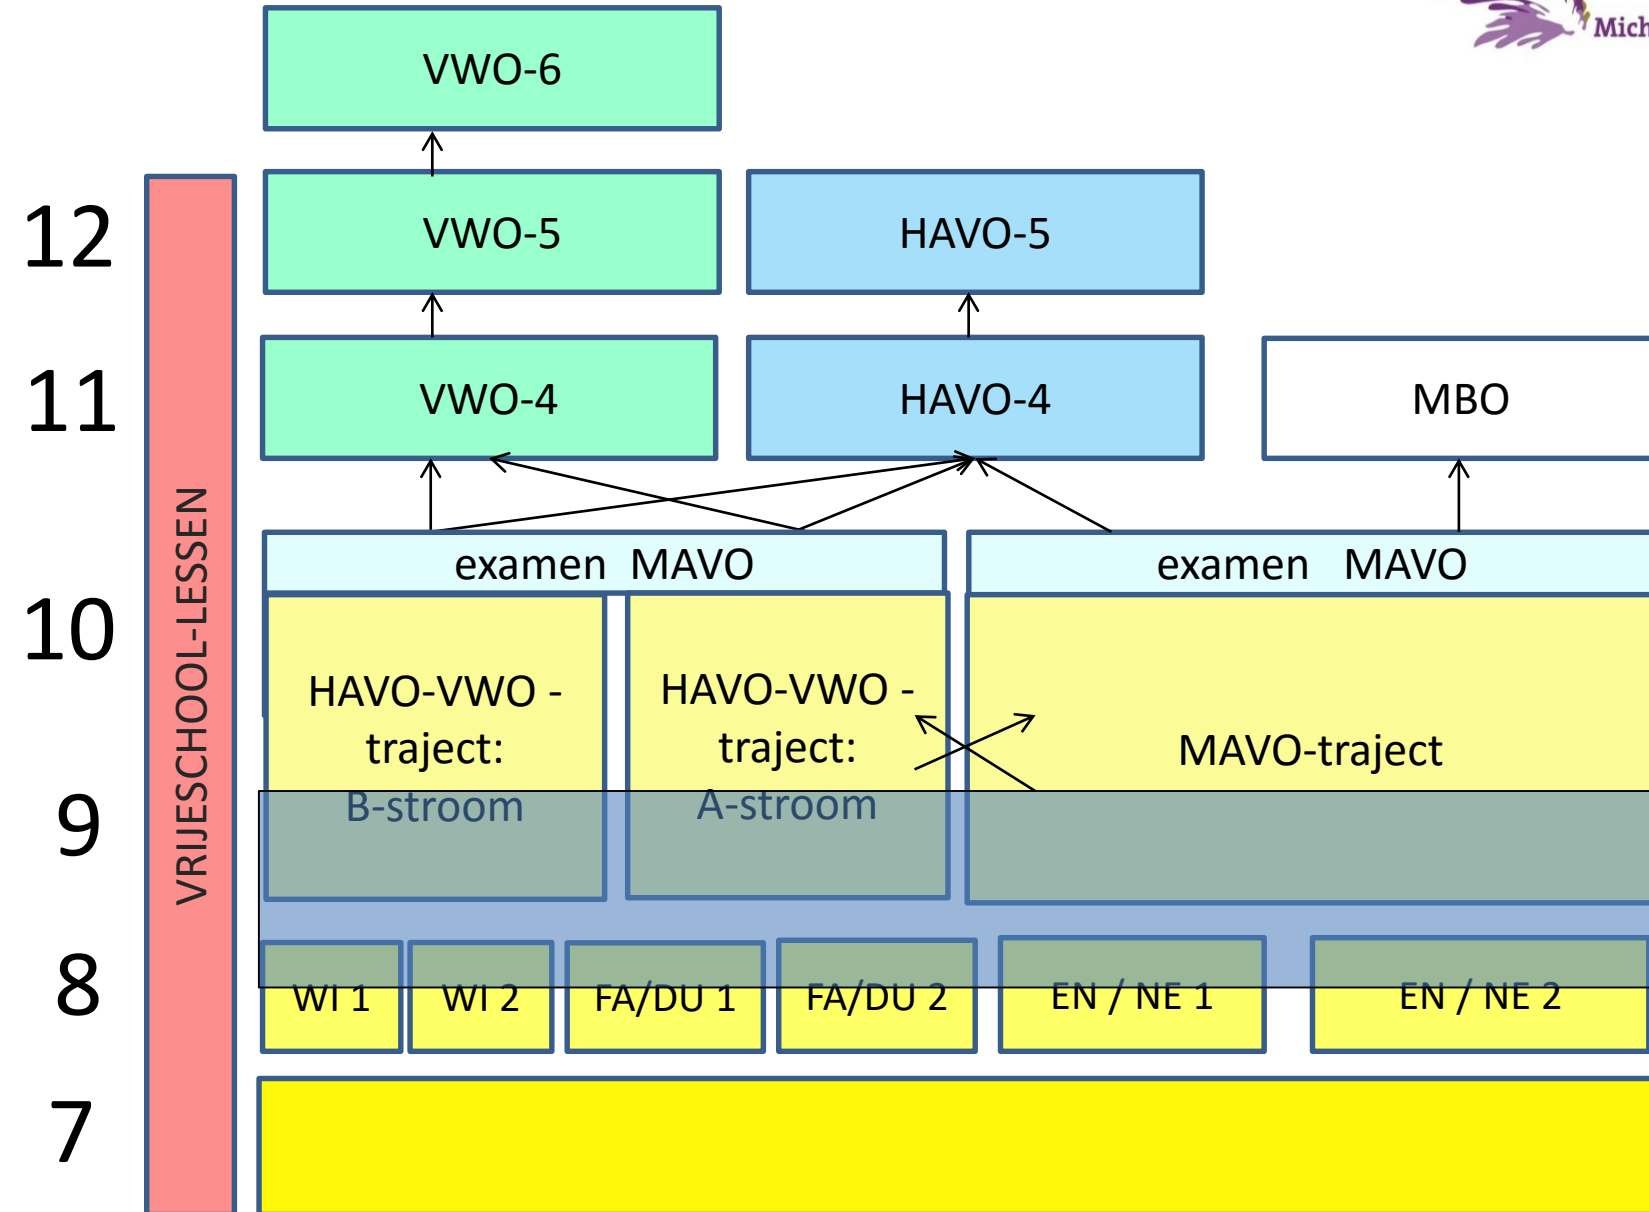 Mich
VWO-6
12
VWO-5
HAVO-5
11
VWO-4
HAVO-4
MBO
VRIJESCHOOL-LESSEN
examen MAVO
examen MAVO
10
HAVO-VWO -
traject:
B-stroom
HAVO-VWO -
traject:
A-stroom
MAVO-traject
9
8
WI 1
WI 2
FA/DU 1
FA/DU 2
EN / NE 1
EN / NE 2
7